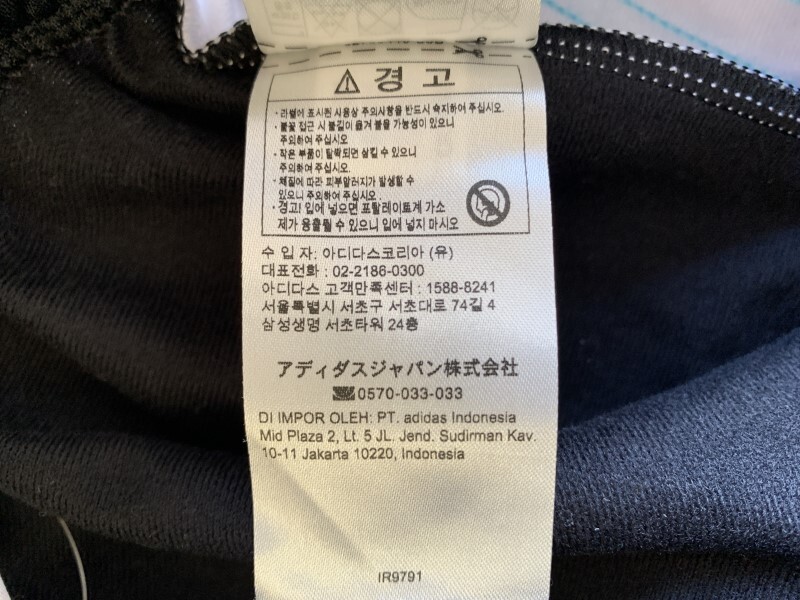 ⚠ 경고
· 라벨에 표시된 사용상 주의사항을 반드시 숙지하여 주십시오.
· 불꽃 접근 시 불길이 옮겨 붙을 가능성이 있으니
주의하여 주십시오
· 작은 부품이 탈락되면 삼킬 수 있으니
주의하여 주십시오.
· 체질에 따라 피부알러지가 발생할 수
있으니 주의하여 주십시오.
· 경고! 입에 넣으면 프탈레이트계 가소
제가 용출될 수 있으니 입에 넣지 마시오
수 입 자: 아디다스코리아 (유)
대표전화 : 02-2186-0300
아디다스 고객만족센터 : 1588-8241
서울특별시 서초구 서초대로 74길 4
삼성생명 서초타워 24층
アディダスジャパン株式会社
0570-033-033
DI IMPOR OLEH: PT. adidas Indonesia
Mid Plaza 2, Lt. 5 JL. Jend. Sudirman Kav.
10-11 Jakarta 10220, Indonesia
IR9791